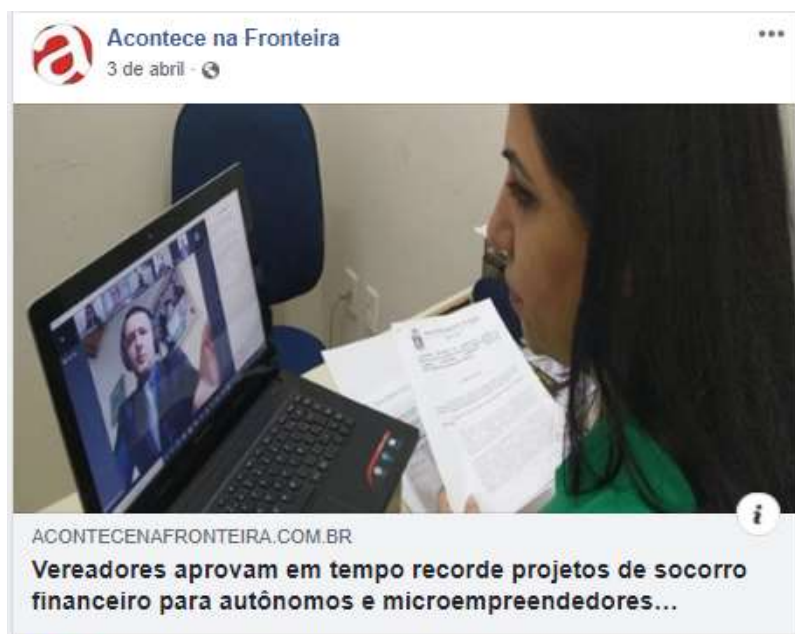 Acontece na Fronteira
3 de abril
ACONTECENAFRONTEIRA.COM.BR
Vereadores aprovam em tempo recorde projetos de socorro
financeiro para autônomos e microempreendedores...